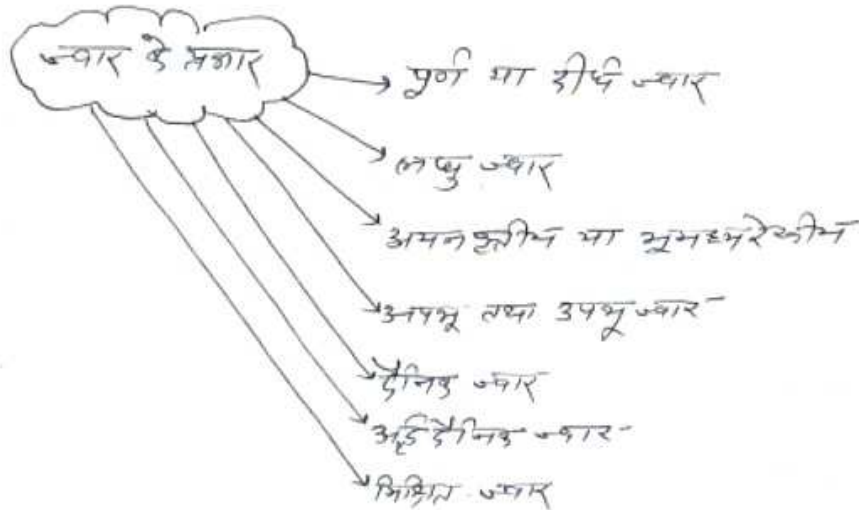 ज्वार के प्रकार
पूर्ण या दीर्घ ज्वार
लघु ज्वार
अयनवृतीय या भूमध्यरेखीय
अपभू तथा उपभू ज्वार
दैनिक ज्वार
अर्द्धदैनिक ज्वार
मिश्रित ज्वार